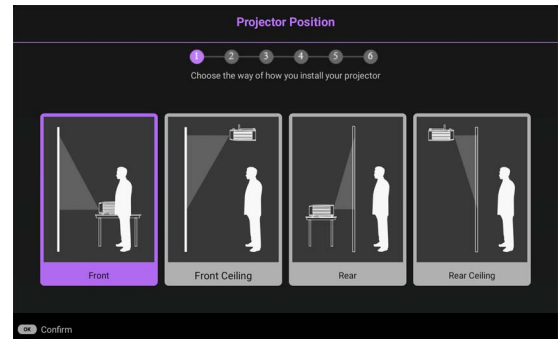 Projector Position
1 2 3 4 5 6
Choose the way of how you install your projector
Front
Front Ceiling
Rear
Rear Ceiling
OK Confirm